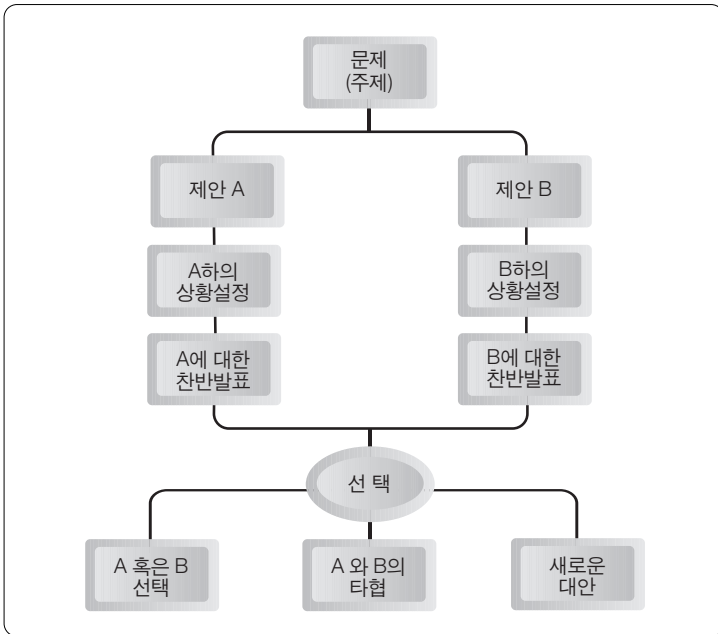 문제
(주제)
제안 A
제안 B
A하의
상황설정
B하의
상황설정
A에 대한
찬반발표
B에 대한
찬반발표
선 택
A 혹은 B
선택
A 와 B의
타협
새로운
대안